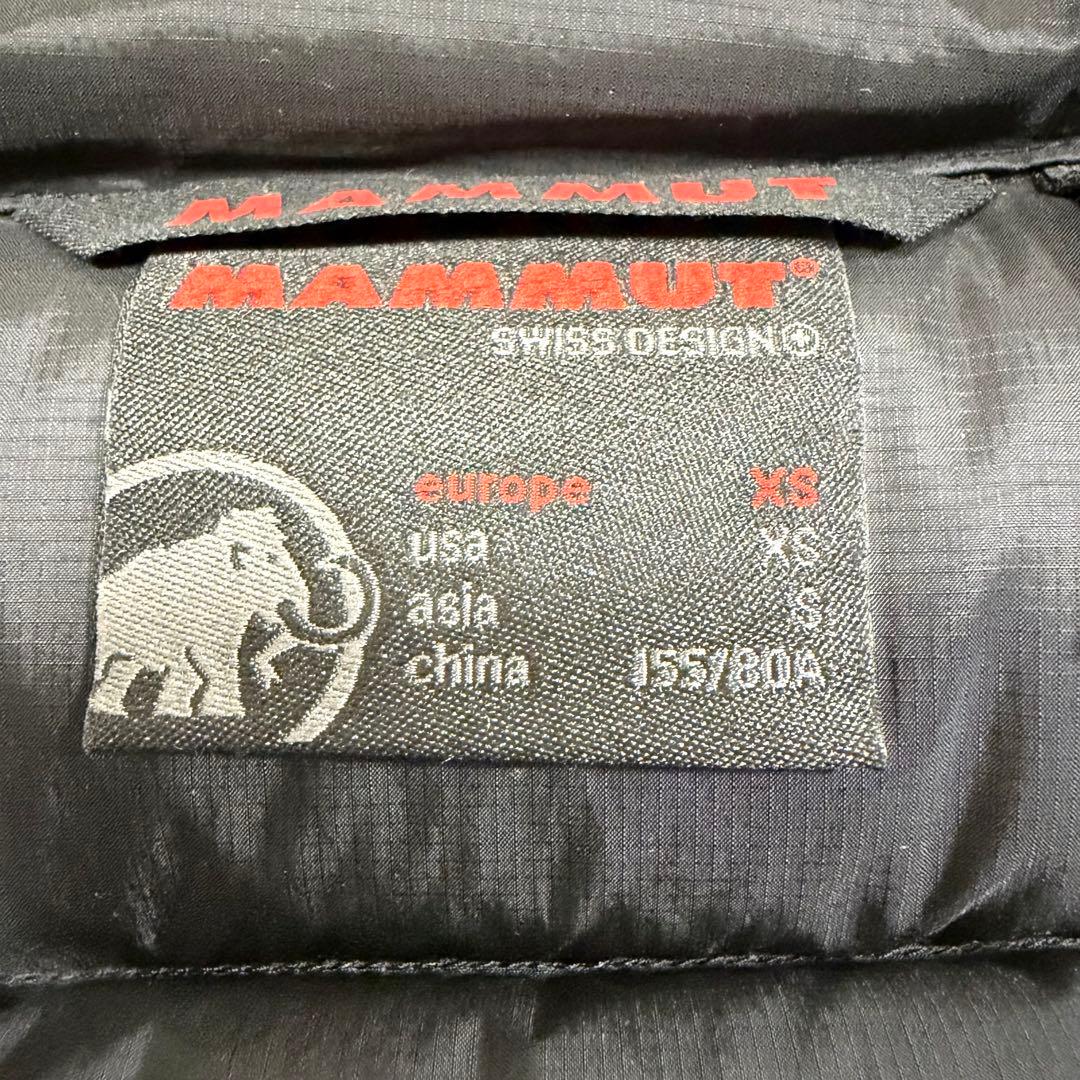 MAMMUT
MAMMUT®
SWISS DESIGN
europe XS
usa XS
asia S
china 155/80A